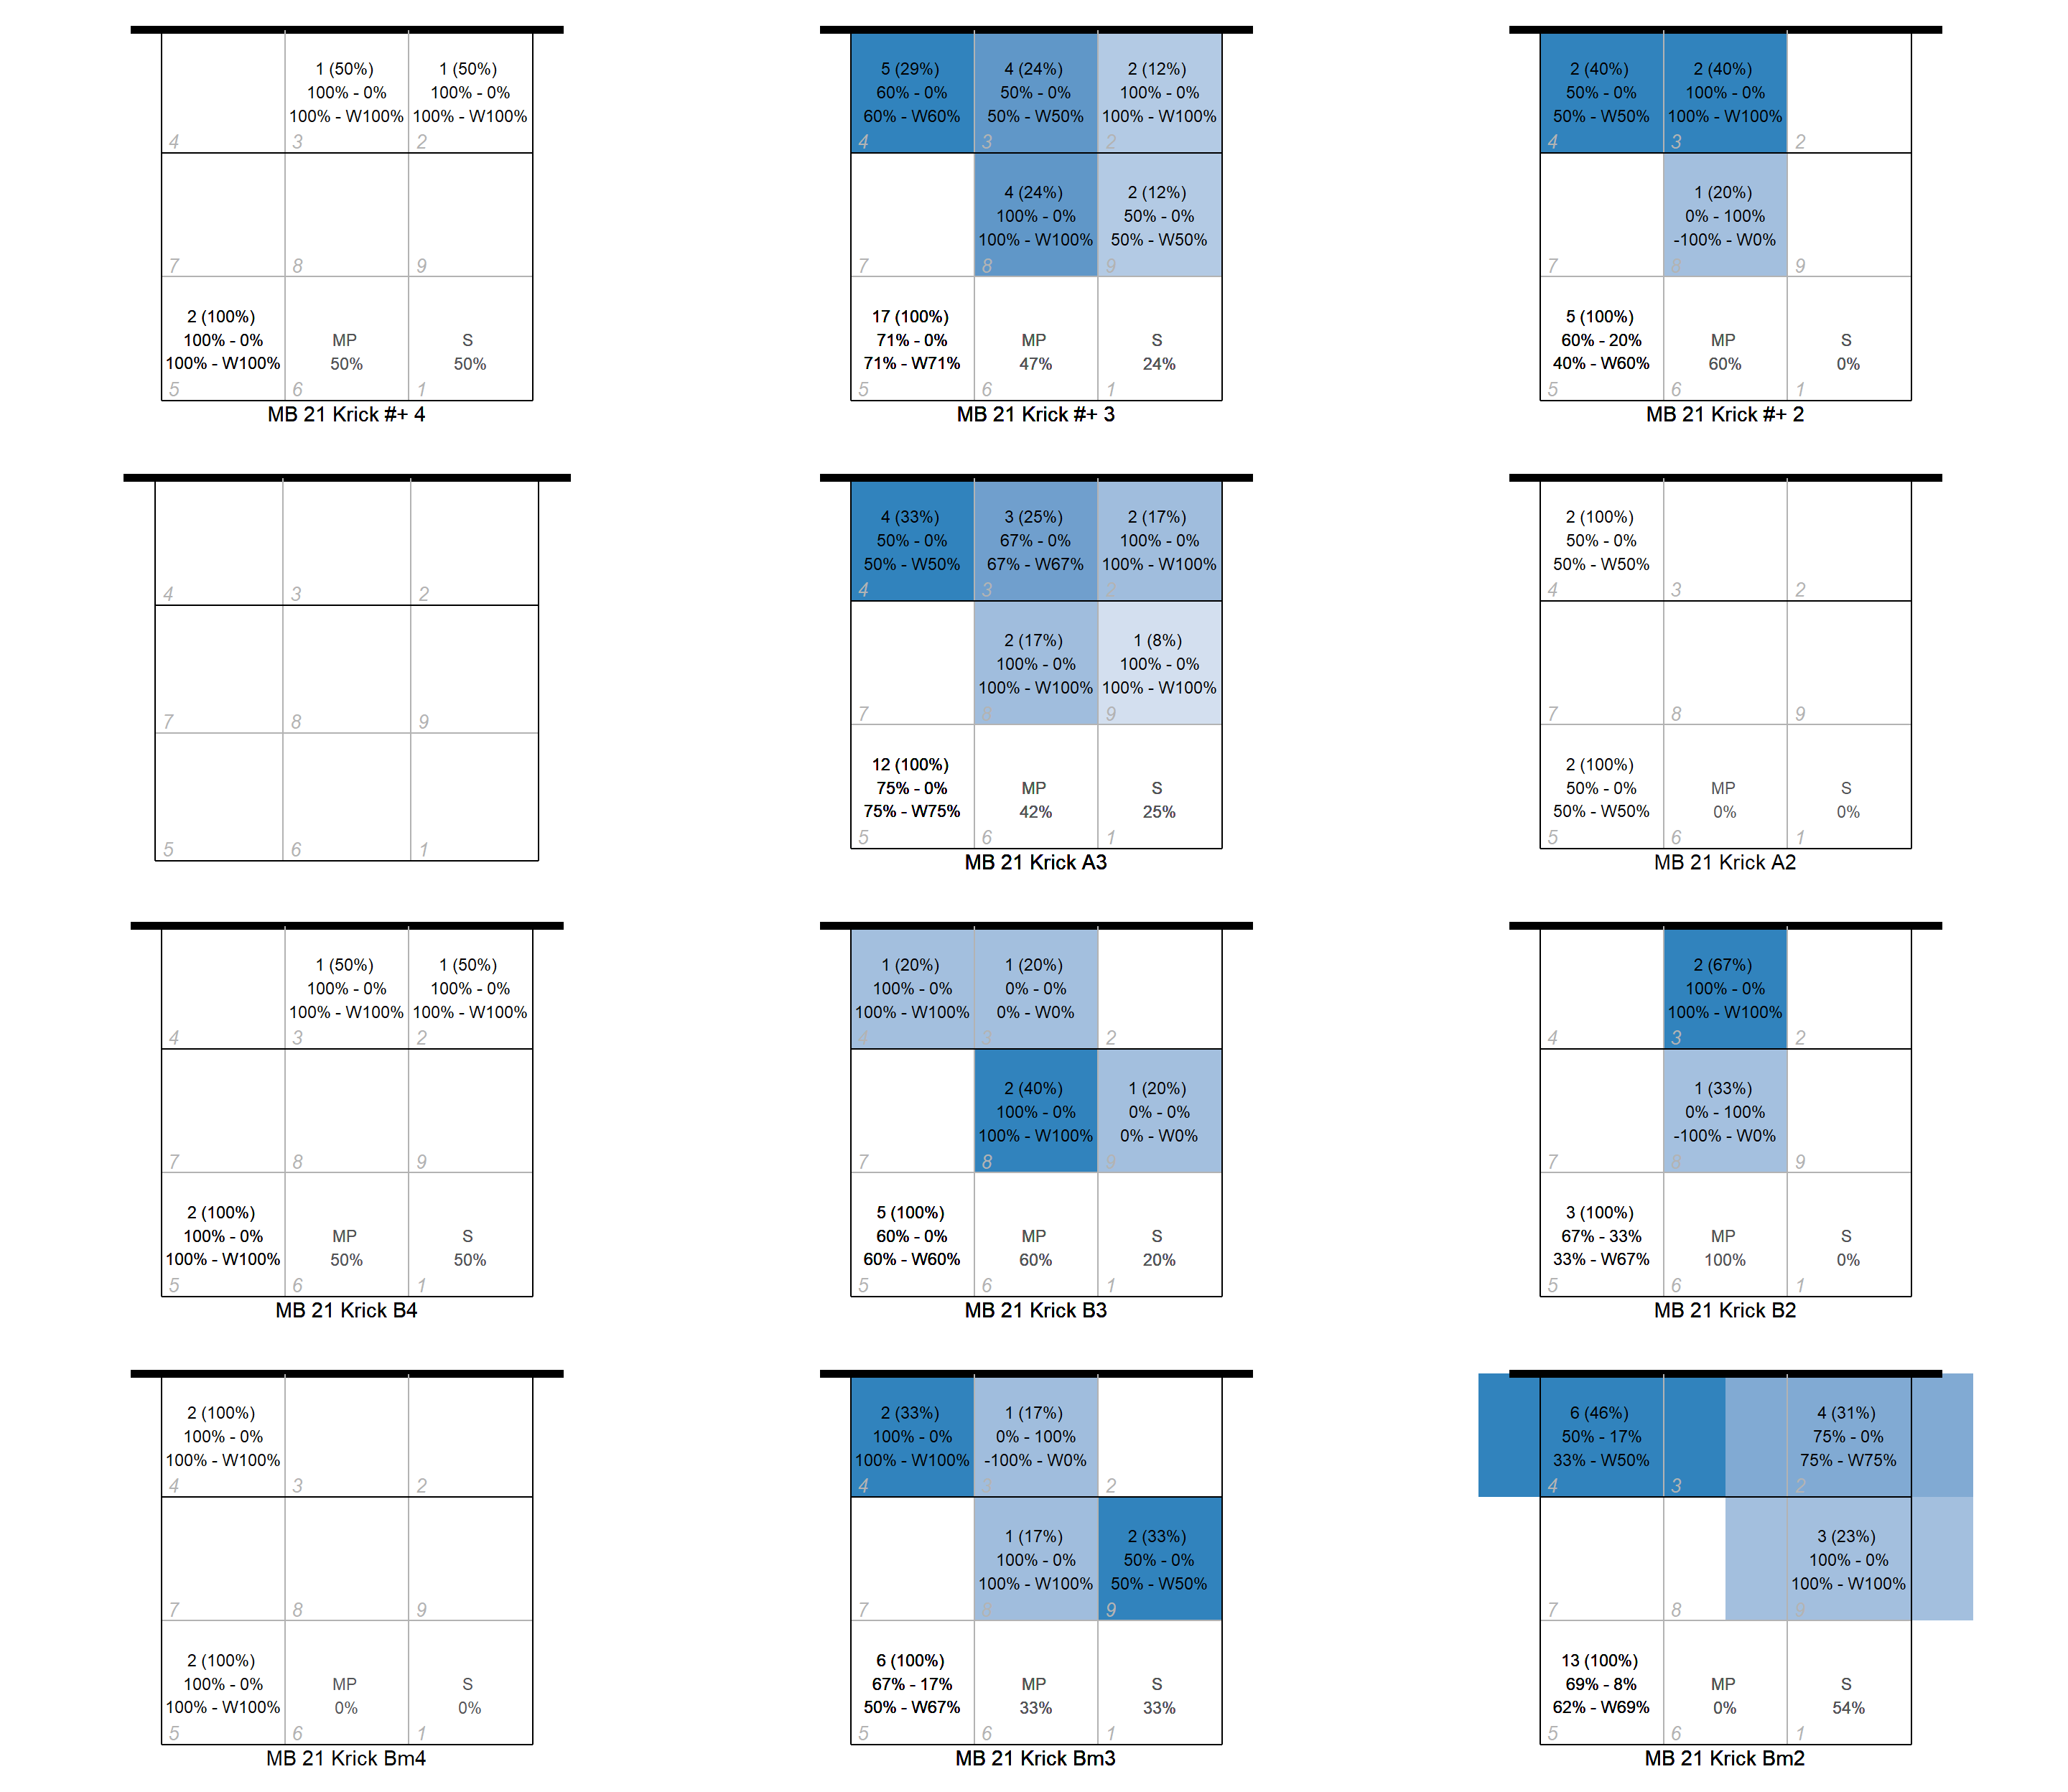 1 (50%)
100% - 0%
100% - W100%
1 (50%)
100% - 0%
100% - W100%
4
3
2
7
8
9
2 (100%)
100% - 0%
100% - W100%
MP
50%
S
50%
5
6
1
MB 21 Krick #+ 4
5 (29%)
60% - 0%
60% - W60%
4 (24%)
50% - 0%
50% - W50%
2 (12%)
100% - 0%
100% - W100%
4
3
2
4 (24%)
100% - 0%
100% - W100%
2 (12%)
50% - 0%
50% - W50%
7
8
9
17 (100%)
71% - 0%
71% - W71%
MP
47%
S
24%
5
6
1
MB 21 Krick #+ 3
2 (40%)
50% - 0%
50% - W50%
2 (40%)
100% - 0%
100% - W100%
4
3
2
1 (20%)
0% - 100%
-100% - W0%
7
8
9
5 (100%)
60% - 20%
40% - W60%
MP
60%
S
0%
5
6
1
MB 21 Krick #+ 2
4
3
2
7
8
9
5
6
1
4 (33%)
50% - 0%
50% - W50%
3 (25%)
67% - 0%
67% - W67%
2 (17%)
100% - 0%
100% - W100%
4
3
2
2 (17%)
100% - 0%
100% - W100%
1 (8%)
100% - 0%
100% - W100%
7
8
9
12 (100%)
75% - 0%
75% - W75%
MP
42%
S
25%
5
6
1
MB 21 Krick A3
2 (100%)
50% - 0%
50% - W50%
4
3
2
7
8
9
2 (100%)
50% - 0%
50% - W50%
MP
0%
S
0%
5
6
1
MB 21 Krick A2
1 (50%)
100% - 0%
100% - W100%
1 (50%)
100% - 0%
100% - W100%
4
3
2
7
8
9
2 (100%)
100% - 0%
100% - W100%
MP
50%
S
50%
5
6
1
MB 21 Krick B4
1 (20%)
100% - 0%
100% - W100%
1 (20%)
0% - 0%
0% - W0%
4
3
2
2 (40%)
100% - 0%
100% - W100%
1 (20%)
0% - 0%
0% - W0%
7
8
9
5 (100%)
60% - 0%
60% - W60%
MP
60%
S
20%
5
6
1
MB 21 Krick B3
2 (67%)
100% - 0%
100% - W100%
4
3
2
1 (33%)
0% - 100%
-100% - W0%
7
8
9
3 (100%)
67% - 33%
33% - W67%
MP
100%
S
0%
5
6
1
MB 21 Krick B2
2 (100%)
100% - 0%
100% - W100%
4
3
2
7
8
9
2 (100%)
100% - 0%
100% - W100%
MP
0%
S
0%
5
6
1
MB 21 Krick Bm4
2 (33%)
100% - 0%
100% - W100%
1 (17%)
0% - 100%
-100% - W0%
4
3
2
1 (17%)
100% - 0%
100% - W100%
2 (33%)
50% - 0%
50% - W50%
7
8
9
6 (100%)
67% - 17%
50% - W67%
MP
33%
S
33%
5
6
1
MB 21 Krick Bm3
6 (46%)
50% - 17%
33% - W50%
4 (31%)
75% - 0%
75% - W75%
4
3
2
3 (23%)
100% - 0%
100% - W100%
7
8
9
13 (100%)
69% - 8%
62% - W69%
MP
0%
S
54%
5
6
1
MB 21 Krick Bm2